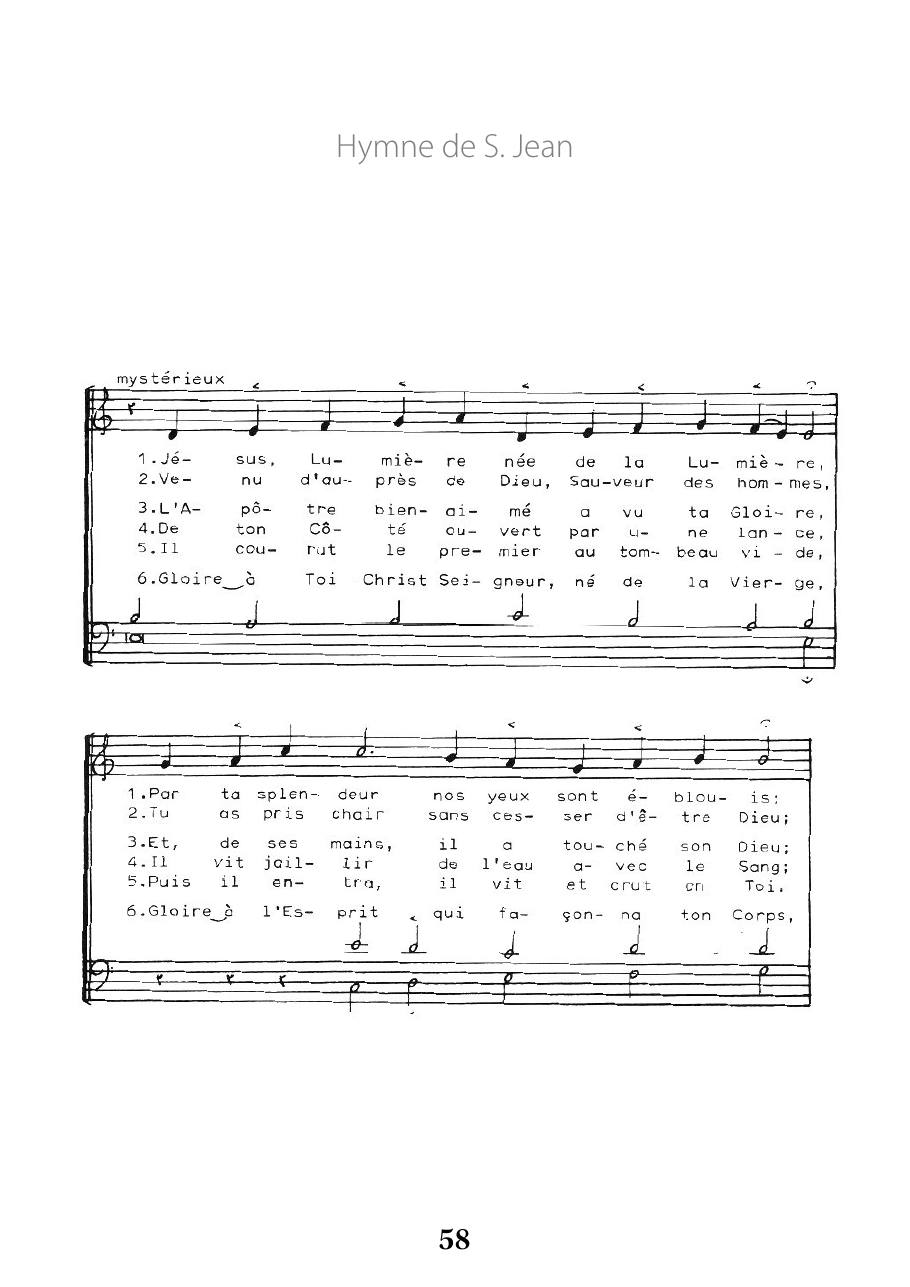 Hymne de S. Jean
mystérieux
1.Jé- sus, Lu- miè- re née de la Lu- miè - re,
2.Ve- nu d'au- près de Dieu, Sau-veur des hom-mes,
3.L'A- pô- tre bien- ai- mé a vu ta Gloi- re,
4.De ton Cô- té ou- vert par u- ne lan- ce,
5.Il cou- rut le pre- mier au tom- beau vi - de,
6.Gloire à Toi Christ Sei- gneur, né de la Vier- ge,
1.Par ta splen- deur nos yeux sont é- blou- is;
2.Tu as pris chair sans ces- ser d'ê- tre Dieu;
3.Et, de ses mains, il a tou- ché son Dieu;
4.Il vit jail- lir de l'eau a- vec le Sang;
5.Puis il en- tra, il vit et crut en Toi.
6.Gloire à l'Es- prit qui fa- çon- na ton Corps,
58